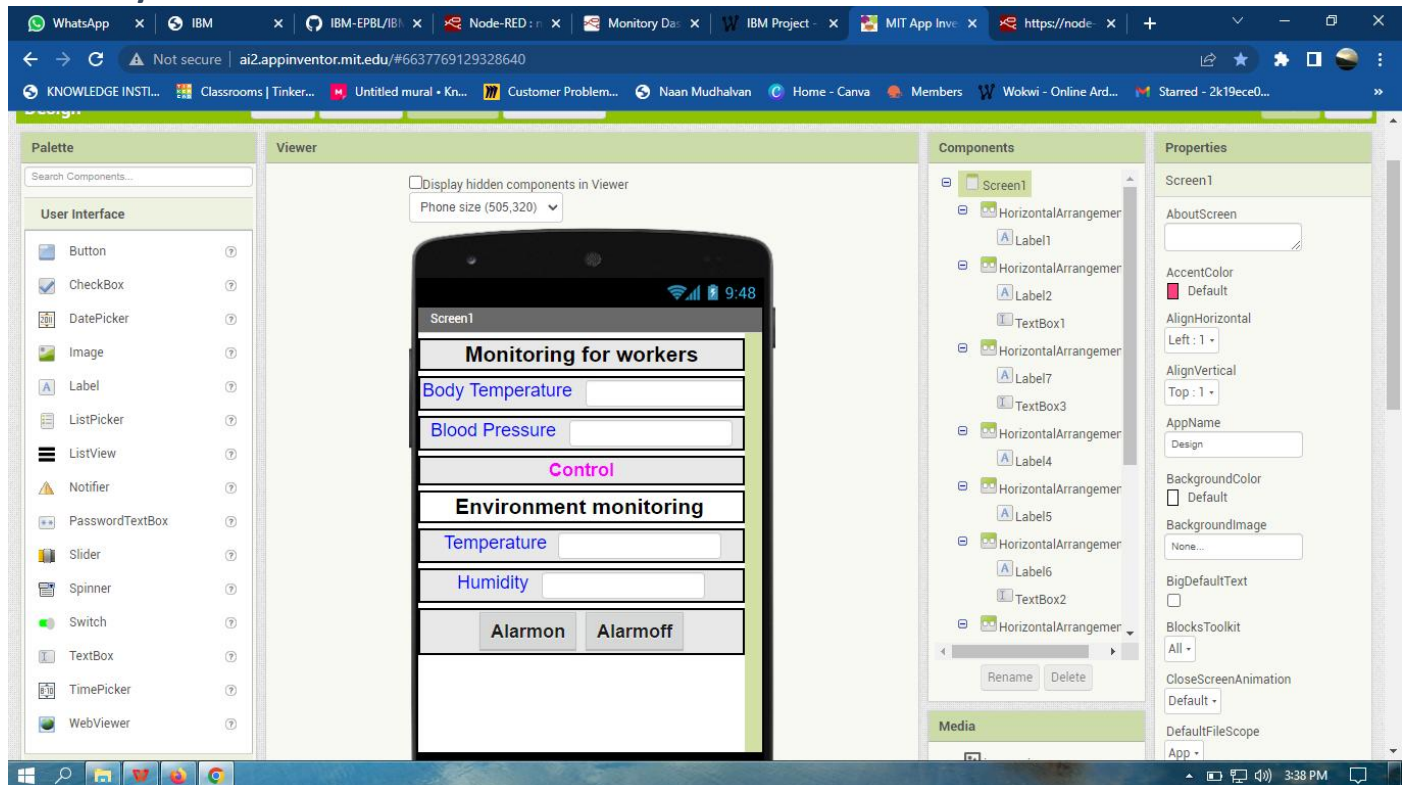 WhatsApp
IBM
IBM-EPBL/IBM
Node-RED : n
Monitory Das
IBM Project -
MIT App Inve
https://node-
Not secure
ai2.appinventor.mit.edu/#6637769129328640
KNOWLEDGE INSTI...
Classrooms | Tinker...
Untitled mural • Kn...
Customer Problem...
Naan Mudhalvan
Home - Canva
Members
Wokwi - Online Ard...
Starred - 2k19ece0...
»
Palette
Search Components...
User Interface
Button
CheckBox
DatePicker
Image
Label
ListPicker
ListView
Notifier
PasswordTextBox
Slider
Spinner
Switch
TextBox
TimePicker
WebViewer
Viewer
Display hidden components in Viewer
Phone size (505,320)
9:48
Screen1
Monitoring for workers
Body Temperature
Blood Pressure
Control
Environment monitoring
Temperature
Humidity
Alarmon Alarmoff
Components
Screen1
HorizontalArrangemer
Label1
HorizontalArrangemer
Label2
TextBox1
HorizontalArrangemer
Label7
TextBox3
HorizontalArrangemer
Label4
HorizontalArrangemer
Label5
HorizontalArrangemer
Label6
TextBox2
HorizontalArrangemer
Rename Delete
Media
Properties
Screen1
AboutScreen
AccentColor
Default
AlignHorizontal
Left : 1
AlignVertical
Top : 1
AppName
Design
BackgroundColor
Default
BackgroundImage
None...
BigDefaultText
BlocksToolkit
All
CloseScreenAnimation
Default
DefaultFileScope
App
3:38 PM